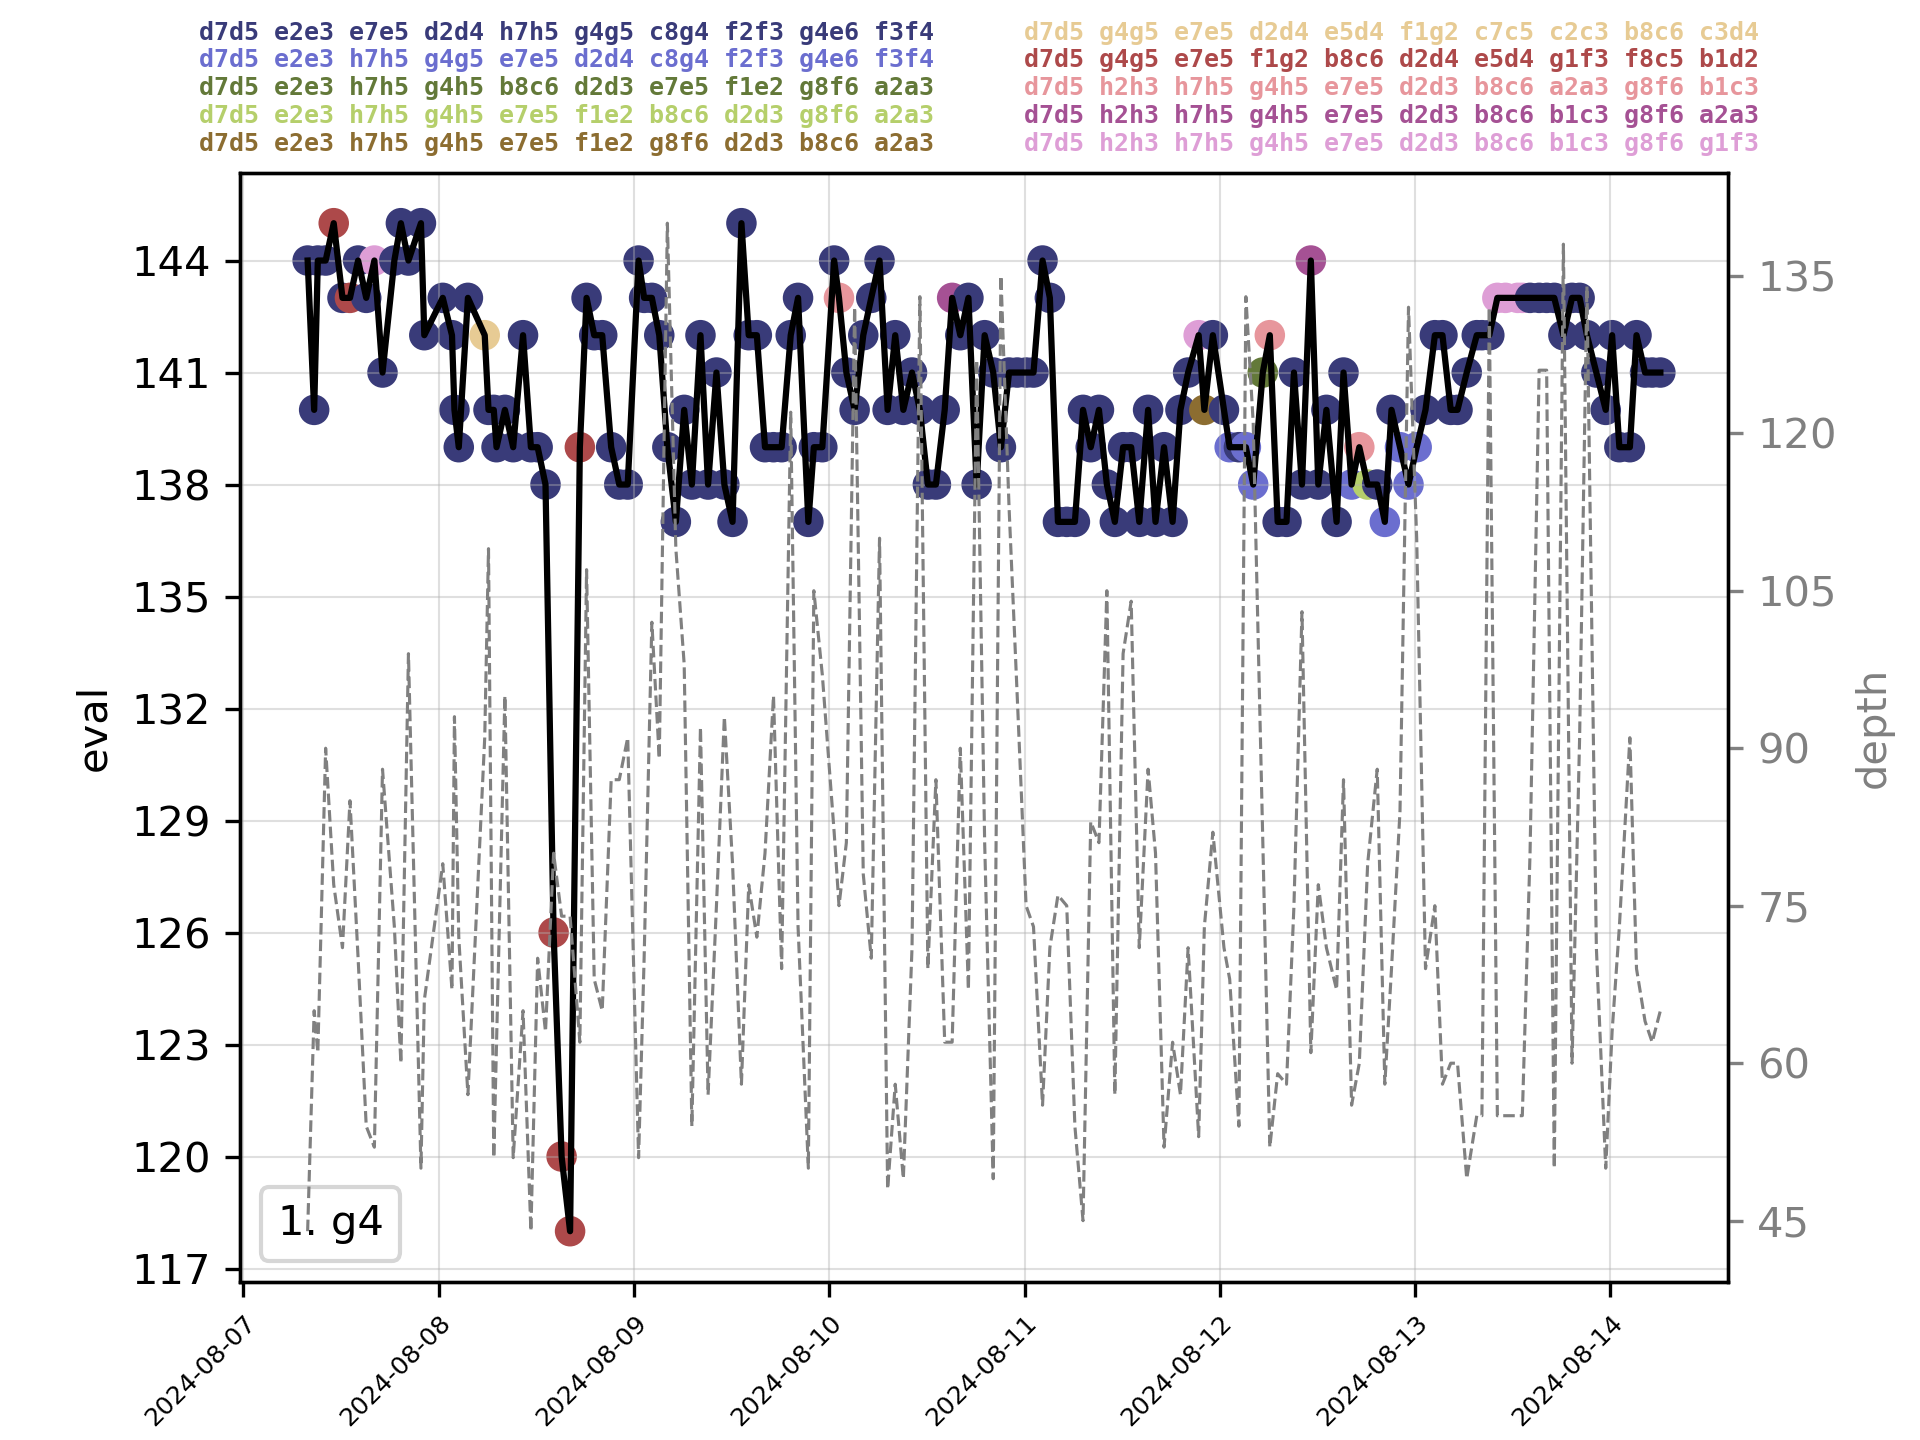 d7d5 e2e3 e7e5 d2d4 h7h5 g4g5 c8g4 f2f3 g4e6 f3f4
d7d5 e2e3 h7h5 g4g5 e7e5 d2d4 c8g4 f2f3 g4e6 f3f4
d7d5 e2e3 h7h5 g4h5 b8c6 d2d3 e7e5 f1e2 g8f6 a2a3
d7d5 e2e3 h7h5 g4h5 e7e5 f1e2 b8c6 d2d3 g8f6 a2a3
d7d5 e2e3 h7h5 g4h5 e7e5 f1e2 g8f6 d2d3 b8c6 a2a3
d7d5 g4g5 e7e5 d2d4 e5d4 f1g2 c7c5 c2c3 b8c6 c3d4
d7d5 g4g5 e7e5 f1g2 b8c6 d2d4 e5d4 g1f3 f8c5 b1d2
d7d5 h2h3 h7h5 g4h5 e7e5 d2d3 b8c6 a2a3 g8f6 b1c3
d7d5 h2h3 h7h5 g4h5 e7e5 d2d3 b8c6 b1c3 g8f6 a2a3
d7d5 h2h3 h7h5 g4h5 e7e5 d2d3 b8c6 b1c3 g8f6 g1f3
144
141
138
135
132
129
126
123
120
117
eval
135
120
105
90
75
60
45
depth
1. g4
2024-08-07
2024-08-08
2024-08-09
2024-08-10
2024-08-11
2024-08-12
2024-08-13
2024-08-14